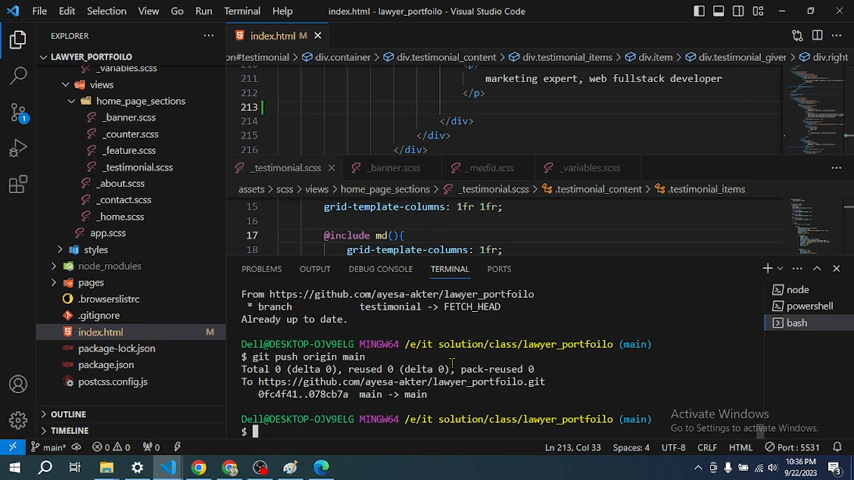 File Edit Selection View Go Run Terminal Help index.html - lawyer_portfoilo - Visual Studio Code
EXPLORER
LAWYER_PORTFOILO
_variables.scss
views
home_page_sections
_banner.scss
_counter.scss
_feature.scss
_testimonial.scss
_about.scss
_contact.scss
_home.scss
app.scss
styles
node_modules
pages
.browserslistrc
.gitignore
index.html M
package-lock.json
package.json
postcss.config.js
OUTLINE
TIMELINE
index.html M
on#testimonial > div.container > div.testimonial_content > div.testimonial_items > div.item > div.testimonial_giver > div.right
210 <p>
211 marketing expert, web fullstack developer
212 </p>
213
214 </div>
215 </div>
216 </div>
_testimonial.scss _banner.scss _media.scss _variables.scss
assets > scss > views > home_page_sections > _testimonial.scss > .testimonial_content > .testimonial_items
15 grid-template-columns: 1fr 1fr;
16
17 @include md(){
18 grid-template-columns: 1fr;
PROBLEMS OUTPUT DEBUG CONSOLE TERMINAL PORTS
node
powershell
bash
From https://github.com/ayesa-akter/lawyer_portfoilo
* branch testimonial -> FETCH_HEAD
Already up to date.
Dell@DESKTOP-OJV9ELG MINGW64 /e/it solution/class/lawyer_portfoilo (main)
$ git push origin main
Total 0 (delta 0), reused 0 (delta 0), pack-reused 0
To https://github.com/ayesa-akter/lawyer_portfoilo.git
0fc4f41..078cb7a main -> main
Dell@DESKTOP-OJV9ELG MINGW64 /e/it solution/class/lawyer_portfoilo (main)
$
Activate Windows
Go to Settings to activate Windows.
main* 0 0 0 Ln 213, Col 33 Spaces: 4 UTF-8 CRLF HTML Port : 5531
10:36 PM
9/22/2023
1
3